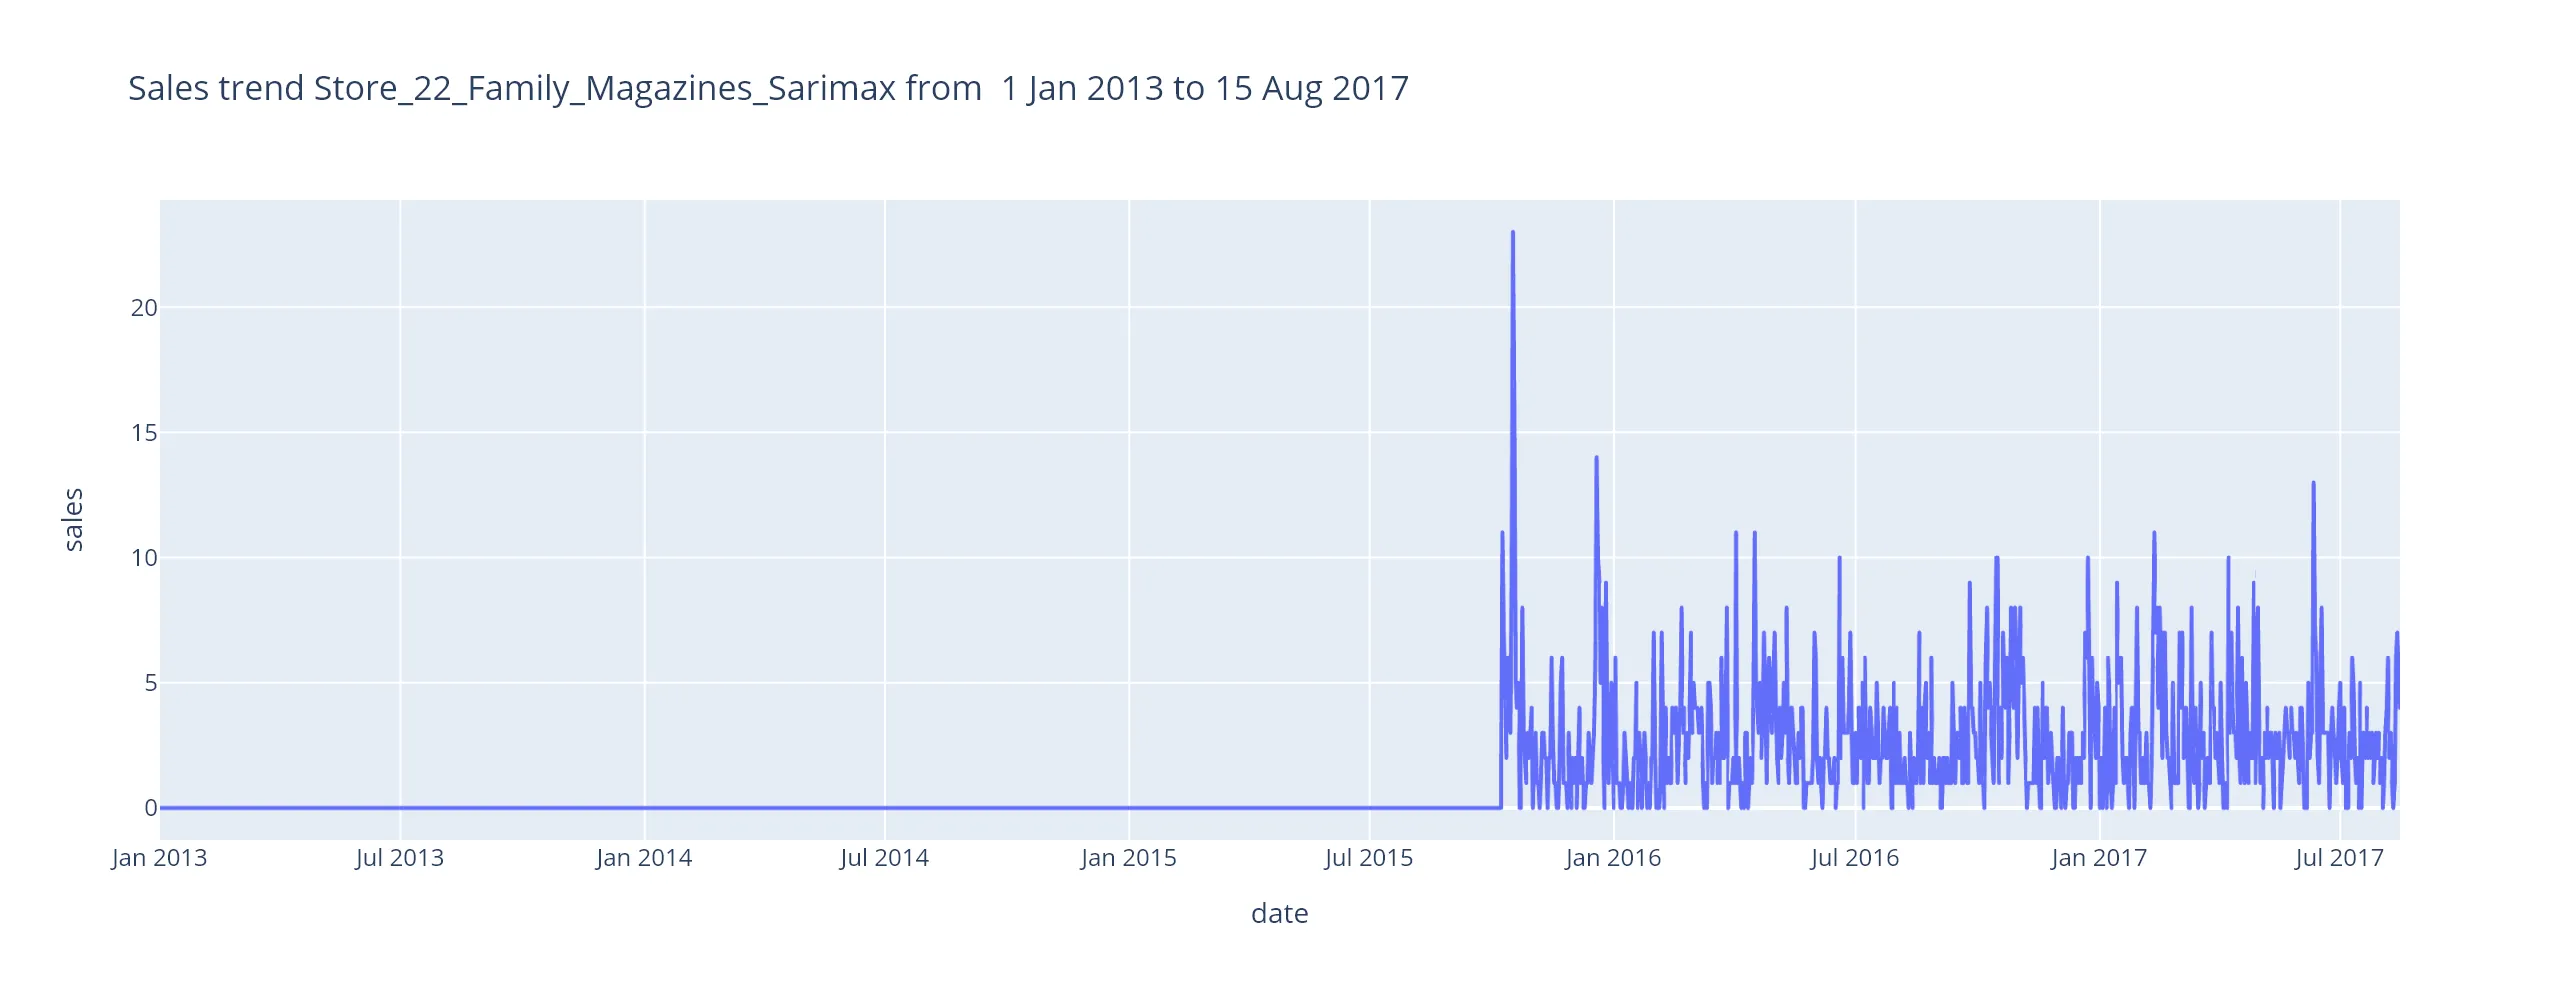 Sales trend Store_22_Family_Magazines_Sarimax from  1 Jan 2013 to 15 Aug 2017
20
15
10
5
0
sales
Jan 2013 Jul 2013 Jan 2014 Jul 2014 Jan 2015 Jul 2015 Jan 2016 Jul 2016 Jan 2017 Jul 2017
date